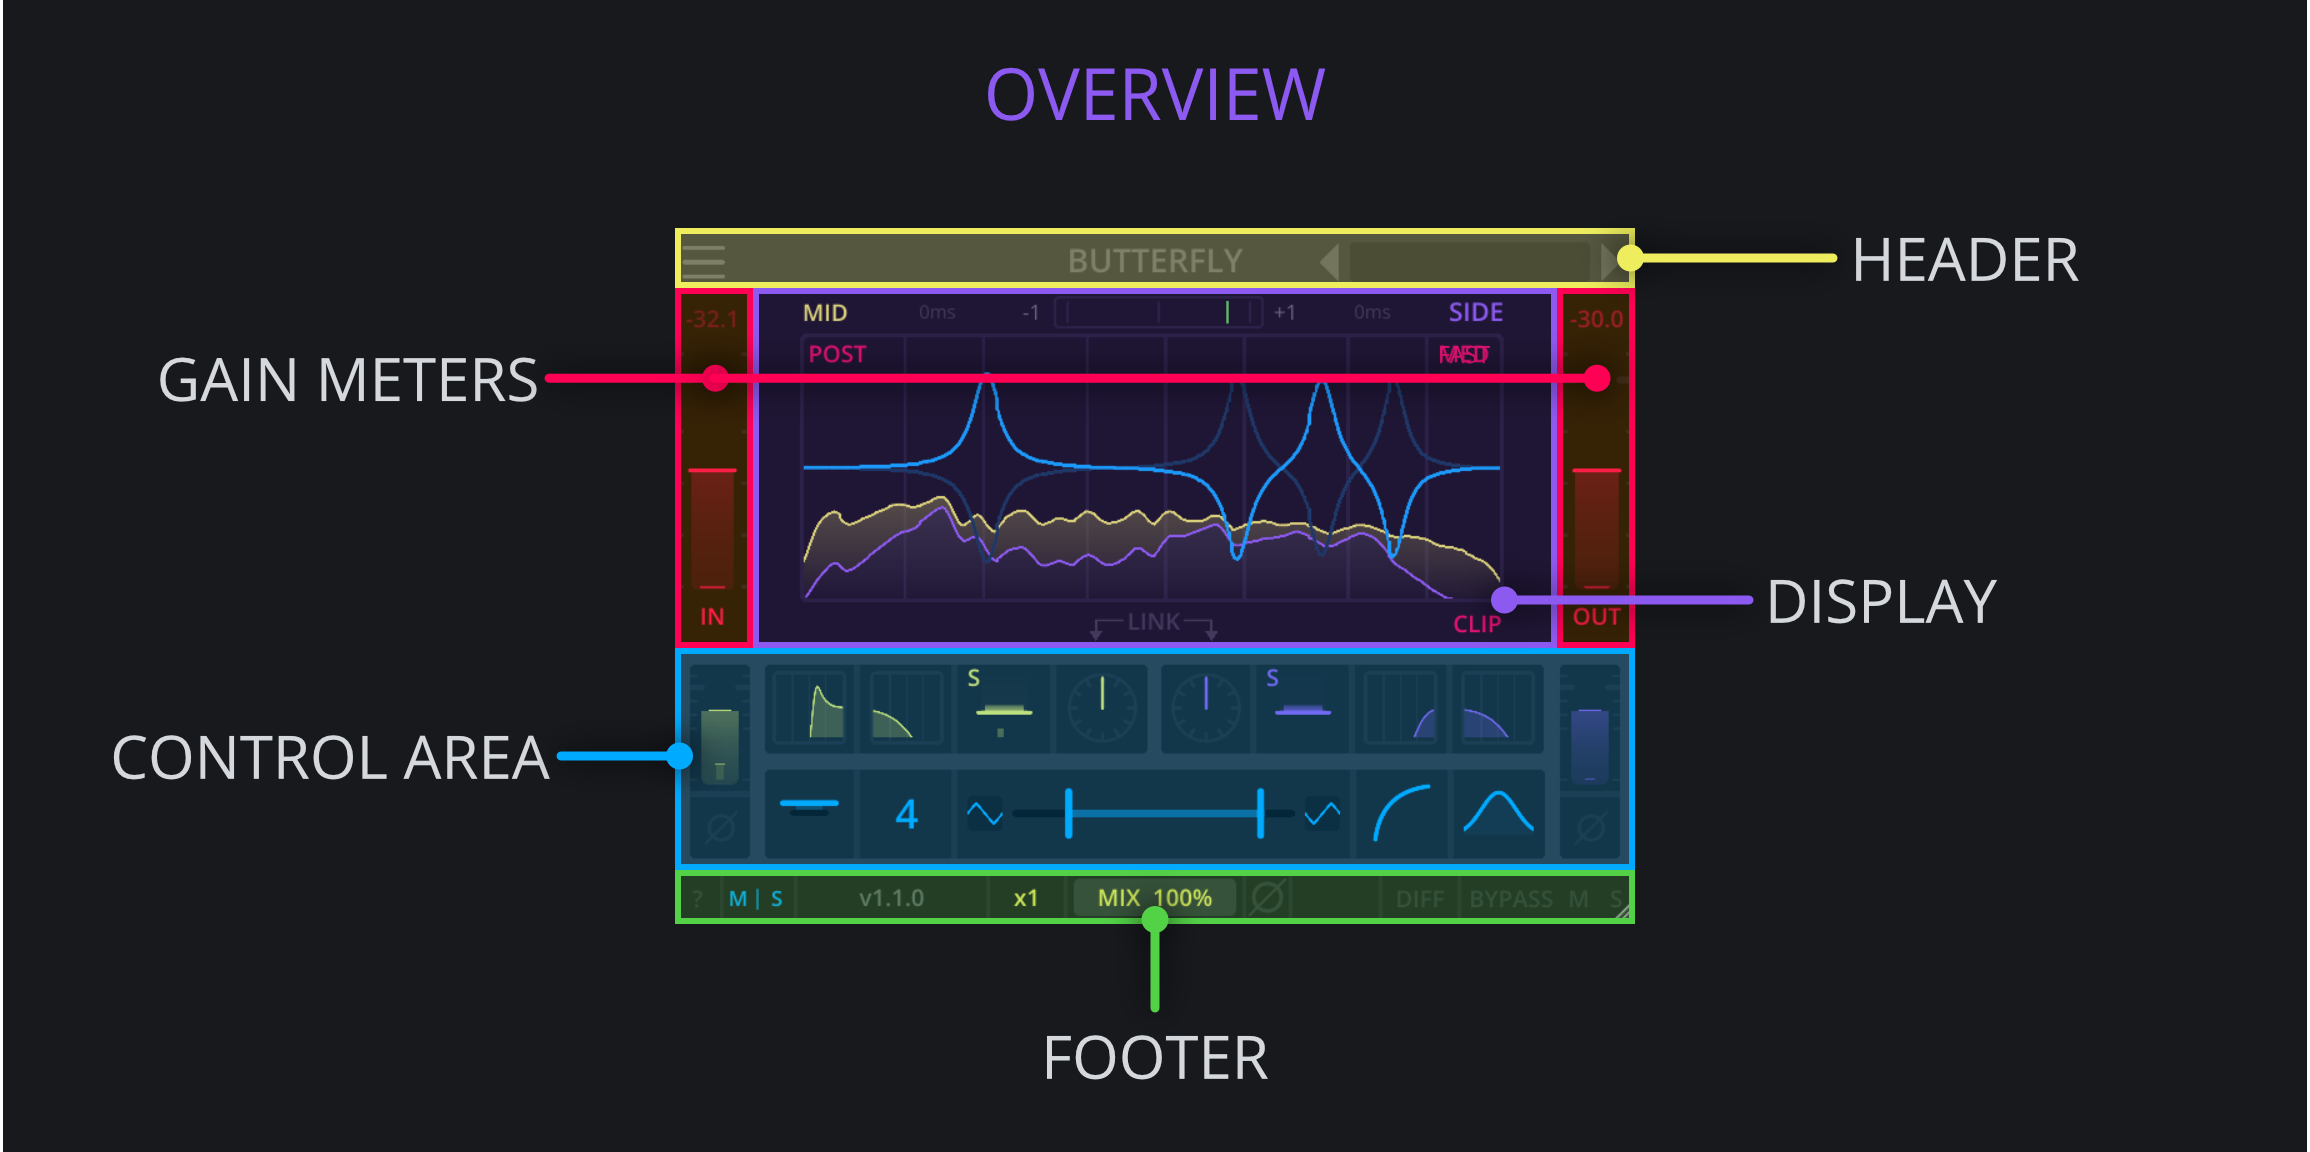 OVERVIEW
HEADER
BUTTERFLY
-32.1
MID 0ms -1 +1 0ms SIDE
-30.0
POST
GAIN METERS
DISPLAY
IN
LINK
CLIP
OUT
S
S
CONTROL AREA
4
? M | S v1.1.0 x1 MIX 100% DIFF BYPASS M S
FOOTER